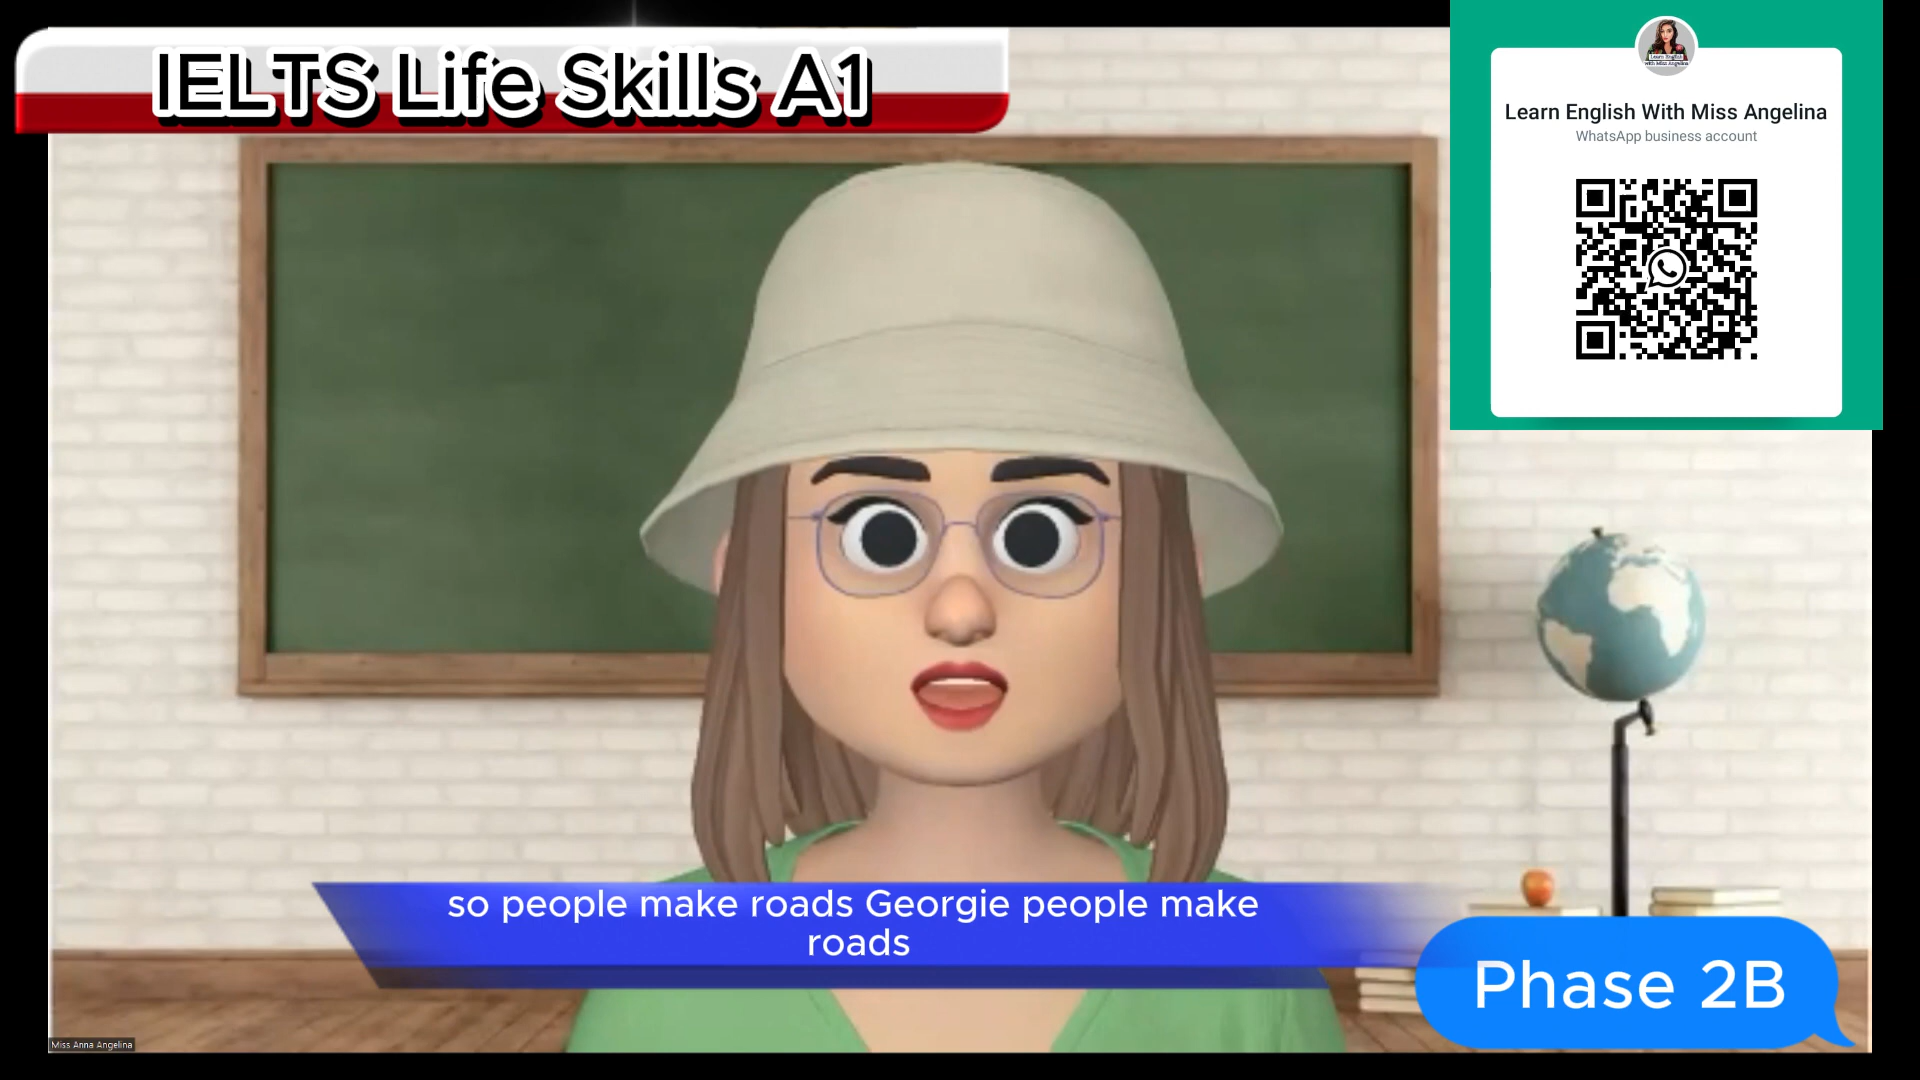 IELTS Life Skills A1
Learn English With Miss Angelina
WhatsApp business account
so people make roads Georgie people make
roads
Phase 2B
Miss Anna Angelina